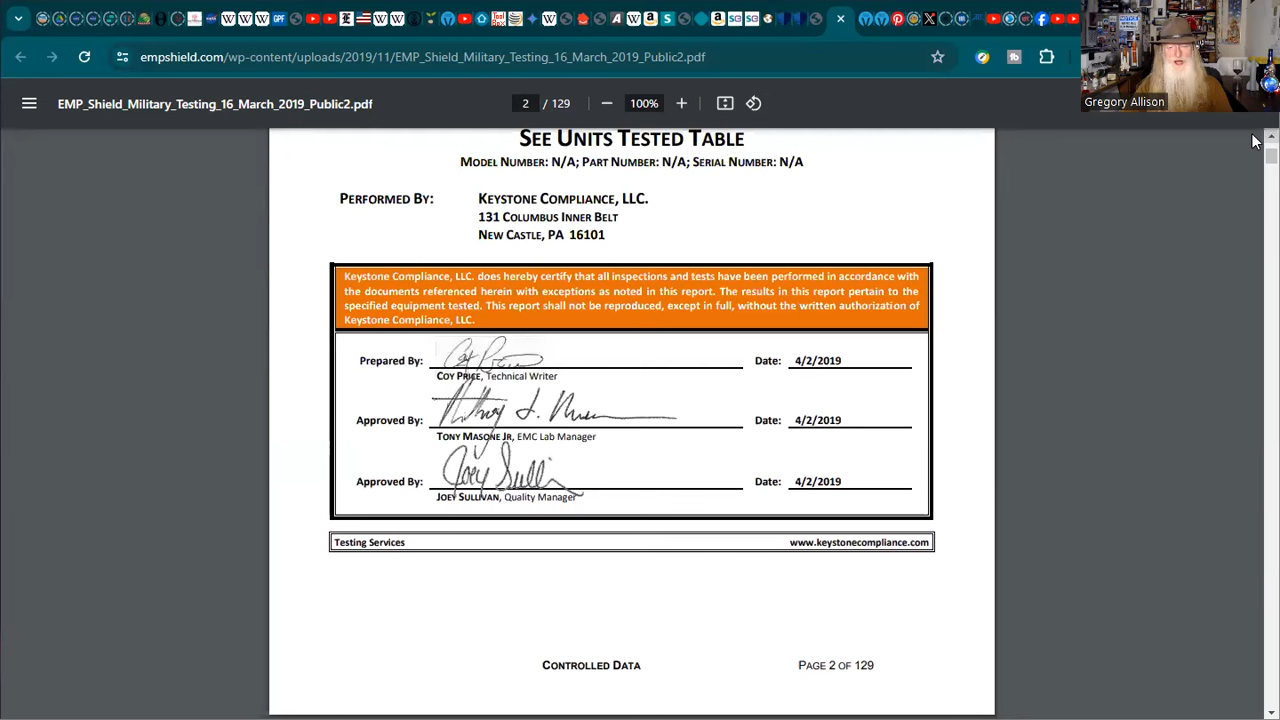 empshield.com/wp-content/uploads/2019/11/EMP_Shield_Military_Testing_16_March_2019_Public2.pdf
Gregory Allison
EMP_Shield_Military_Testing_16_March_2019_Public2.pdf
2 / 129
100%
SEE UNITS TESTED TABLE
MODEL NUMBER: N/A; PART NUMBER: N/A; SERIAL NUMBER: N/A
PERFORMED BY: KEYSTONE COMPLIANCE, LLC.
131 COLUMBUS INNER BELT
NEW CASTLE, PA 16101
Keystone Compliance, LLC. does hereby certify that all inspections and tests have been performed in accordance with
the documents referenced herein with exceptions as noted in this report. The results in this report pertain to the
specified equipment tested. This report shall not be reproduced, except in full, without the written authorization of
Keystone Compliance, LLC.
Prepared By: Date: 4/2/2019
COY PRICE, Technical Writer
Approved By: Date: 4/2/2019
TONY MASONE JR, EMC Lab Manager
Approved By: Joey Sulli Date: 4/2/2019
JOEY SULLIVAN, Quality Manager
Testing Services www.keystonecompliance.com
CONTROLLED DATA PAGE 2 OF 129